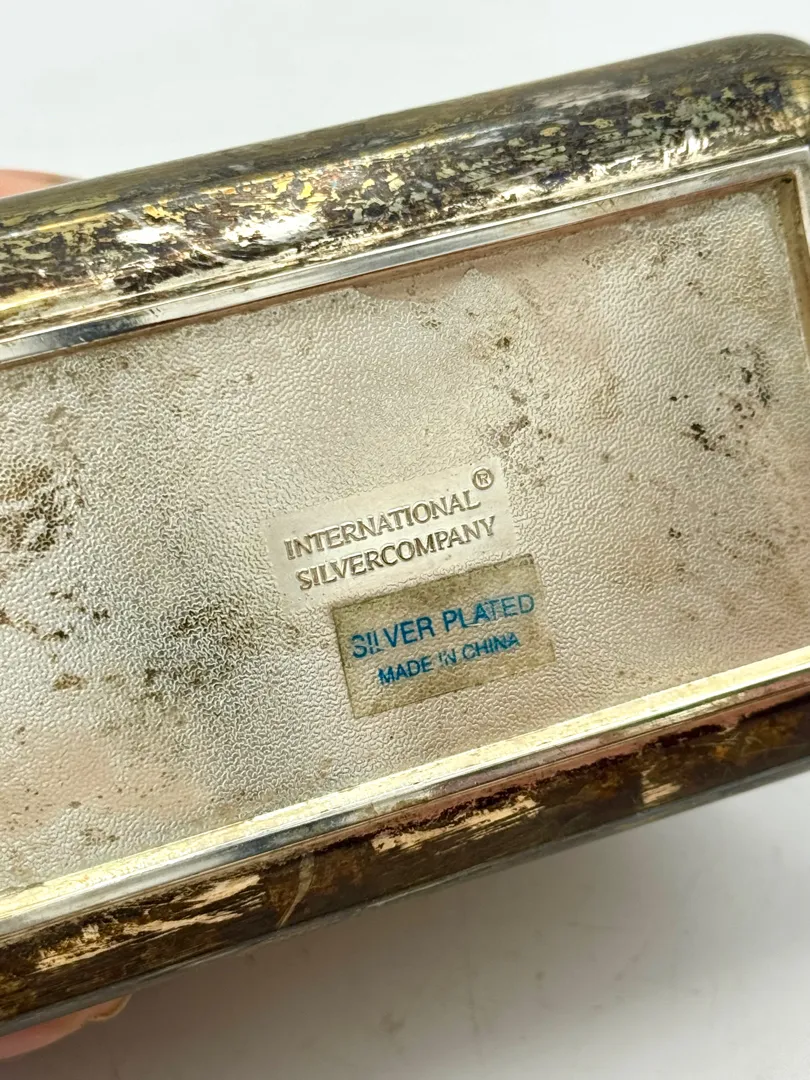 INTERNATIONAL®
SILVERCOMPANY
SILVER PLATED
MADE IN CHINA